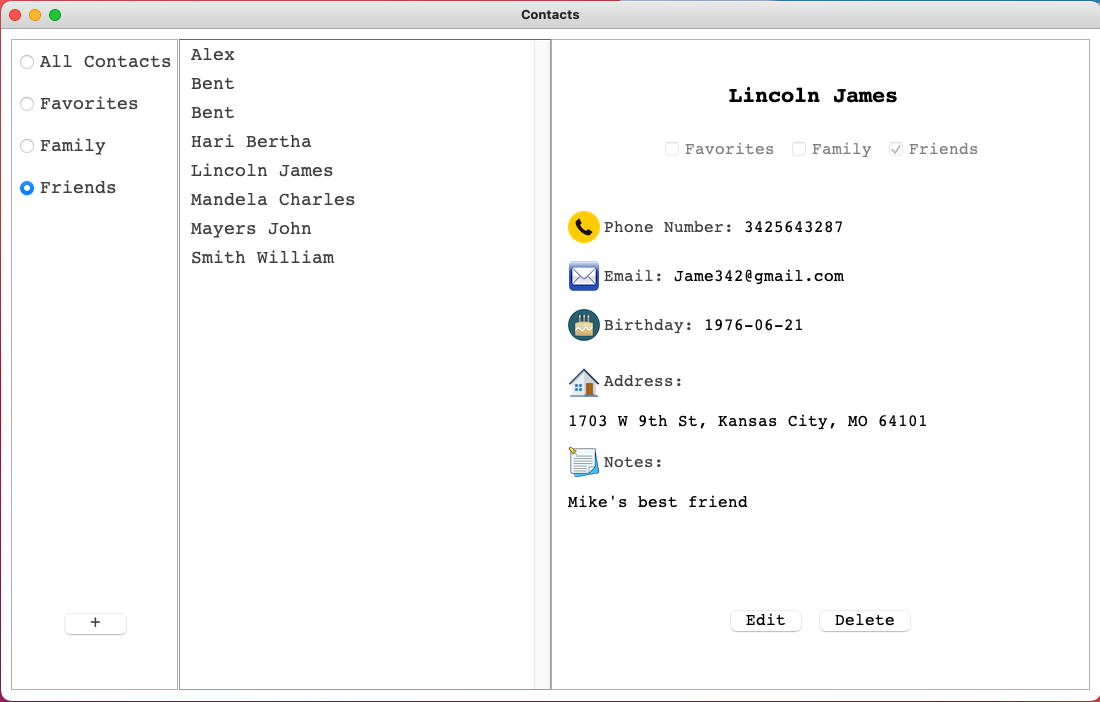 Contacts
All Contacts
Favorites
Family
Friends
+
Alex
Bent
Bent
Hari Bertha
Lincoln James
Mandela Charles
Mayers John
Smith William
Lincoln James
Favorites Family Friends
Phone Number: 3425643287
Email: Jame342@gmail.com
Birthday: 1976-06-21
Address:
1703 W 9th St, Kansas City, MO 64101
Notes:
Mike's best friend
Edit Delete